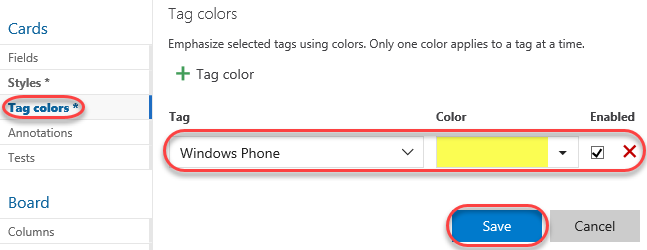 Cards
Fields
Styles *
Tag colors *
Annotations
Tests
Board
Columns
Tag colors
Emphasize selected tags using colors. Only one color applies to a tag at a time.
+ Tag color
Tag Color Enabled
Windows Phone
Save Cancel